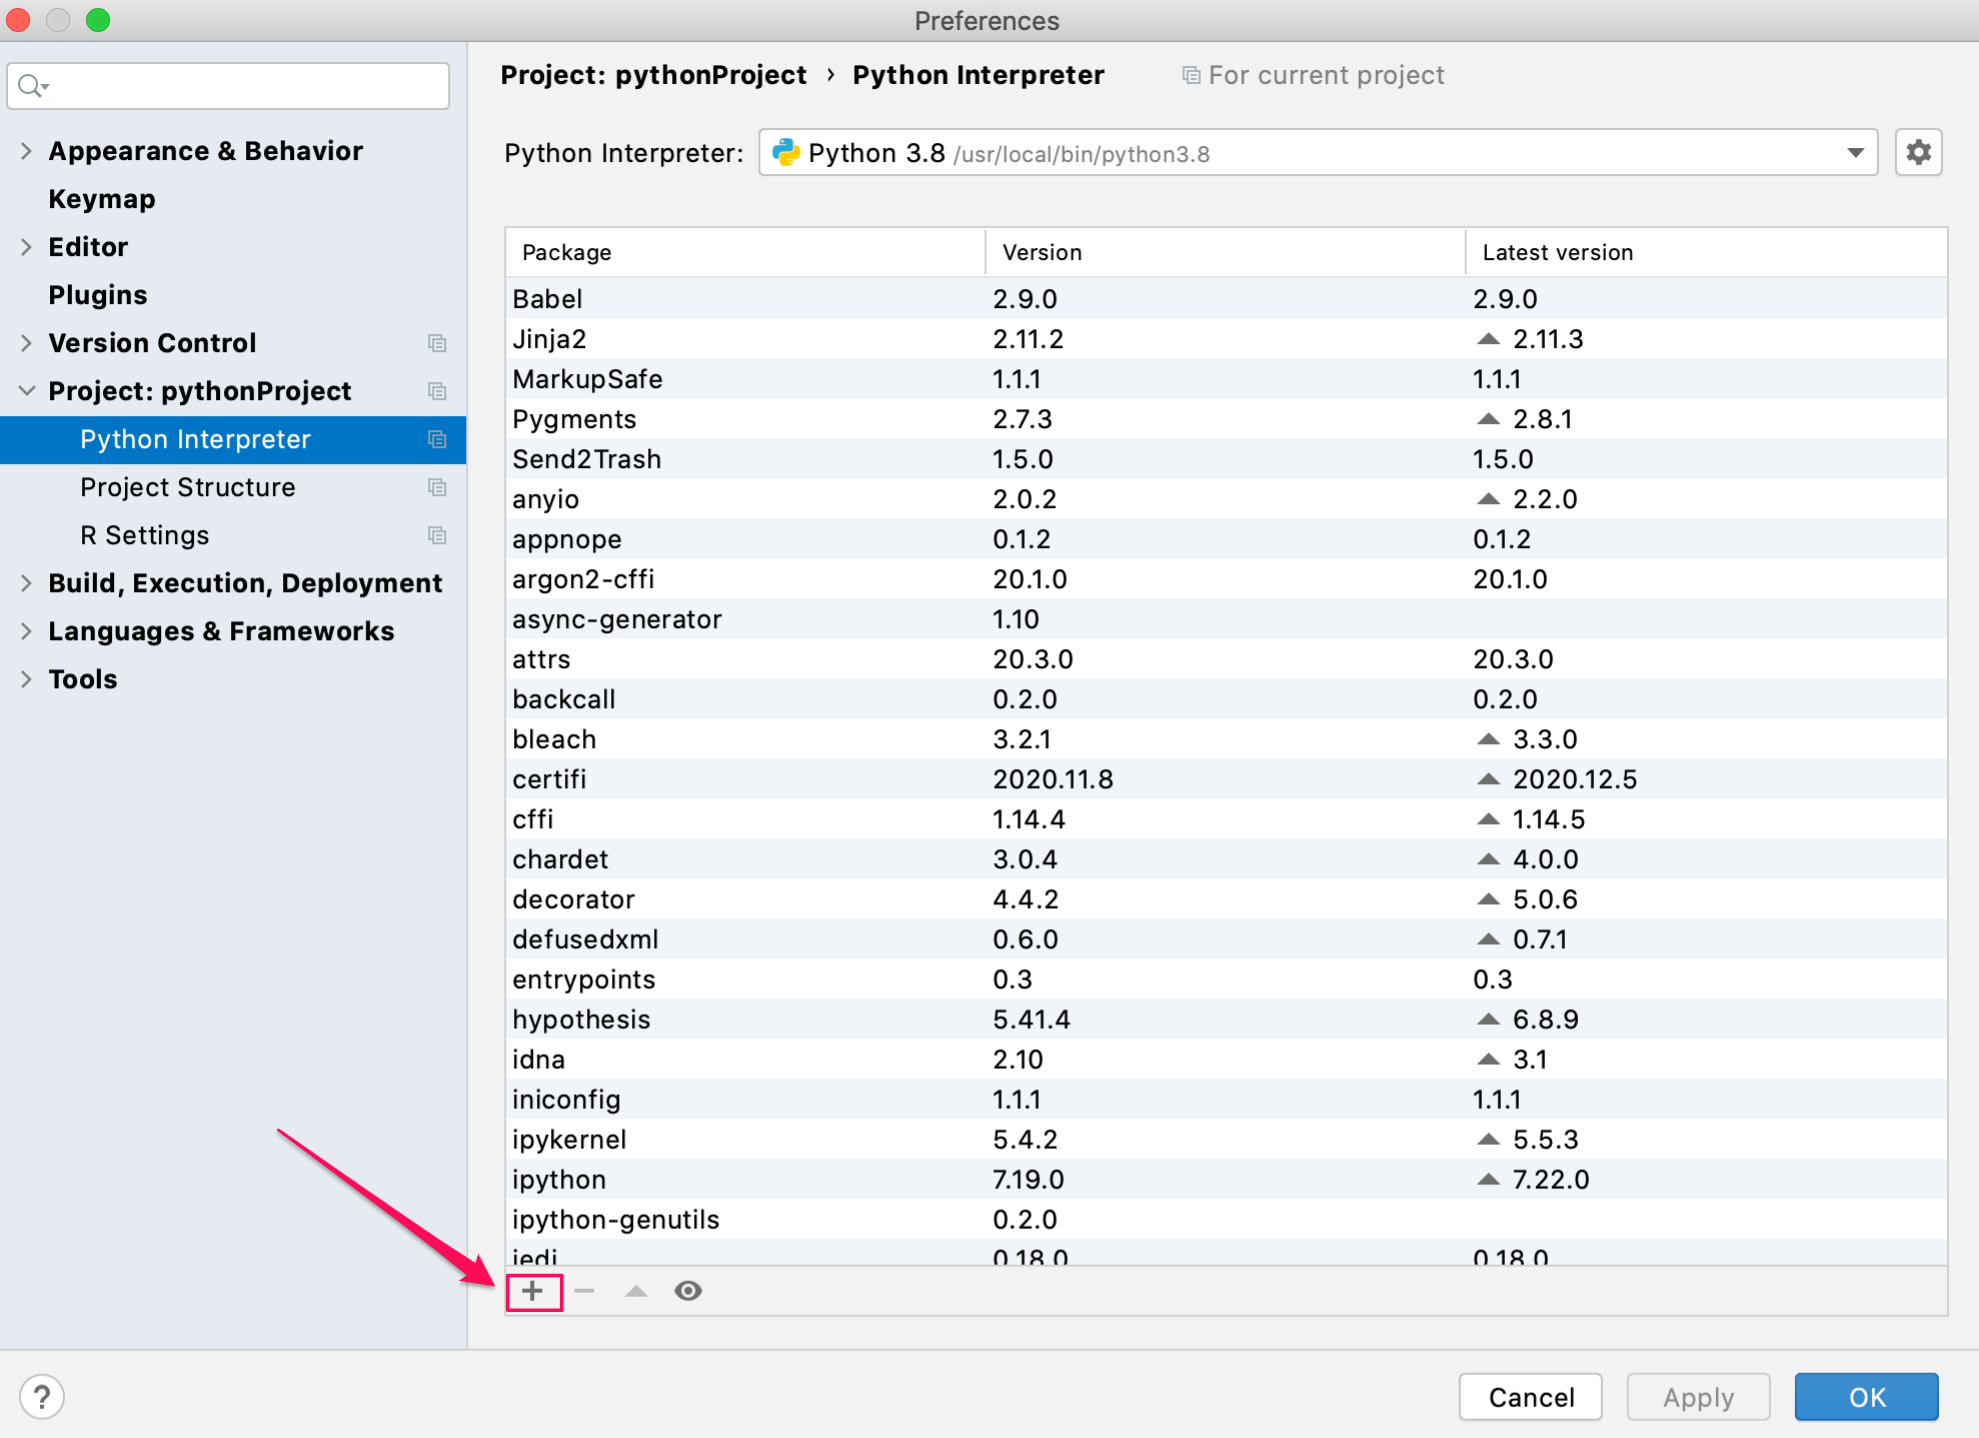 Preferences
Project: pythonProject › Python Interpreter For current project
Appearance & Behavior
Keymap
Editor
Plugins
Version Control
Project: pythonProject
Python Interpreter
Project Structure
R Settings
Build, Execution, Deployment
Languages & Frameworks
Tools
Python Interpreter: Python 3.8 /usr/local/bin/python3.8
Package Version Latest version
Babel 2.9.0 2.9.0
Jinja2 2.11.2 2.11.3
MarkupSafe 1.1.1 1.1.1
Pygments 2.7.3 2.8.1
Send2Trash 1.5.0 1.5.0
anyio 2.0.2 2.2.0
appnope 0.1.2 0.1.2
argon2-cffi 20.1.0 20.1.0
async-generator 1.10
attrs 20.3.0 20.3.0
backcall 0.2.0 0.2.0
bleach 3.2.1 3.3.0
certifi 2020.11.8 2020.12.5
cffi 1.14.4 1.14.5
chardet 3.0.4 4.0.0
decorator 4.4.2 5.0.6
defusedxml 0.6.0 0.7.1
entrypoints 0.3 0.3
hypothesis 5.41.4 6.8.9
idna 2.10 3.1
iniconfig 1.1.1 1.1.1
ipykernel 5.4.2 5.5.3
ipython 7.19.0 7.22.0
ipython-genutils 0.2.0
jedi 0.18.0 0.18.0
?
Cancel Apply OK